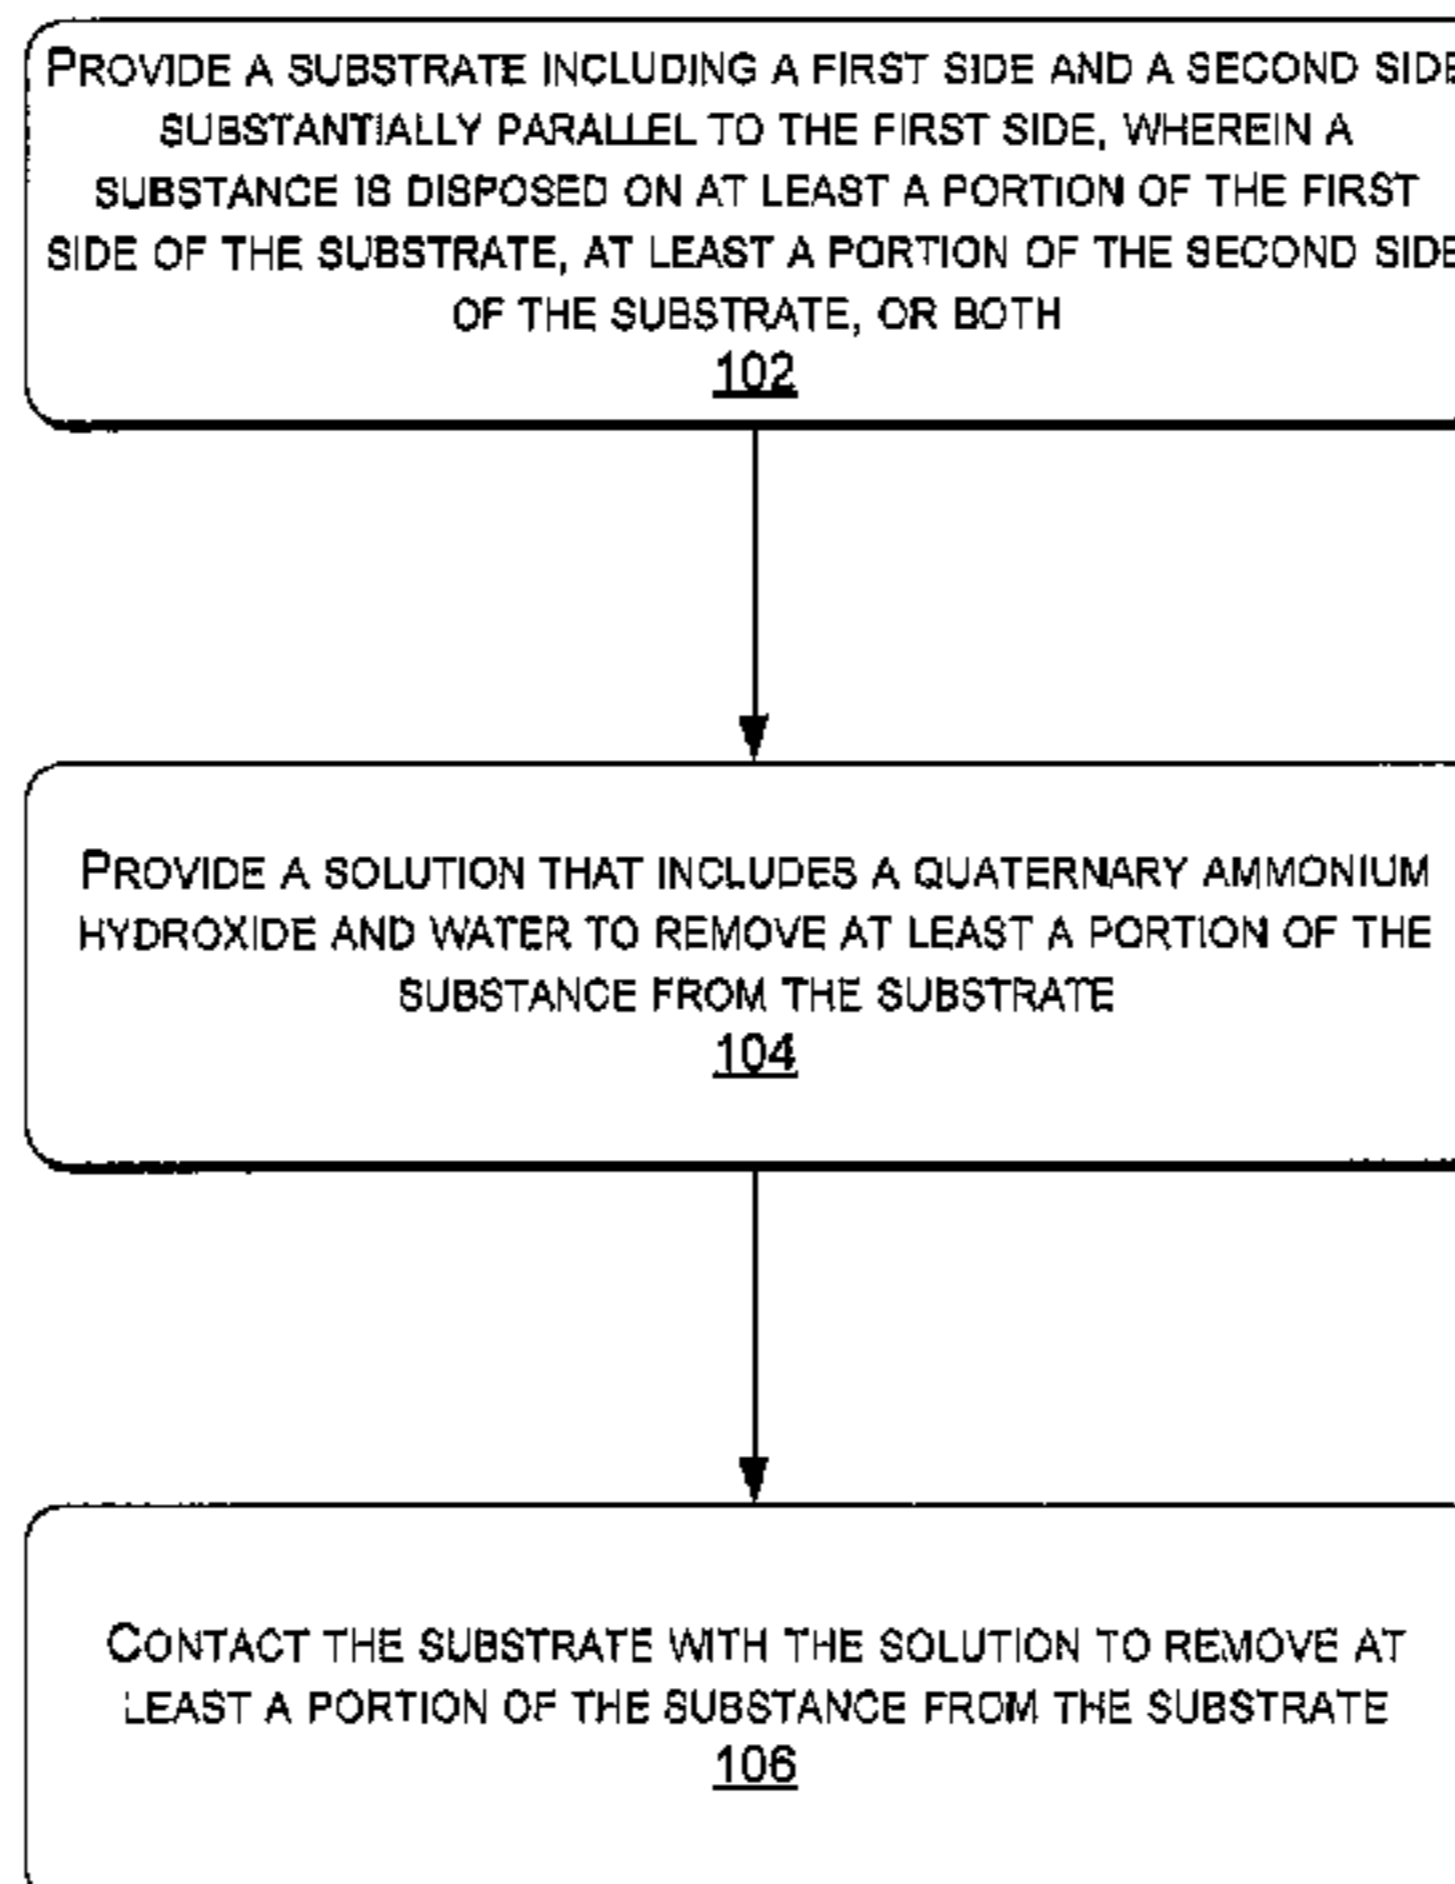 PROVIDE A SUBSTRATE INCLUDING A FIRST SIDE AND A SECOND SIDE
SUBSTANTIALLY PARALLEL TO THE FIRST SIDE, WHEREIN A
SUBSTANCE IS DISPOSED ON AT LEAST A PORTION OF THE FIRST
SIDE OF THE SUBSTRATE, AT LEAST A PORTION OF THE SECOND SIDE
OF THE SUBSTRATE, OR BOTH
102
PROVIDE A SOLUTION THAT INCLUDES A QUATERNARY AMMONIUM
HYDROXIDE AND WATER TO REMOVE AT LEAST A PORTION OF THE
SUBSTANCE FROM THE SUBSTRATE
104
CONTACT THE SUBSTRATE WITH THE SOLUTION TO REMOVE AT
LEAST A PORTION OF THE SUBSTANCE FROM THE SUBSTRATE
106